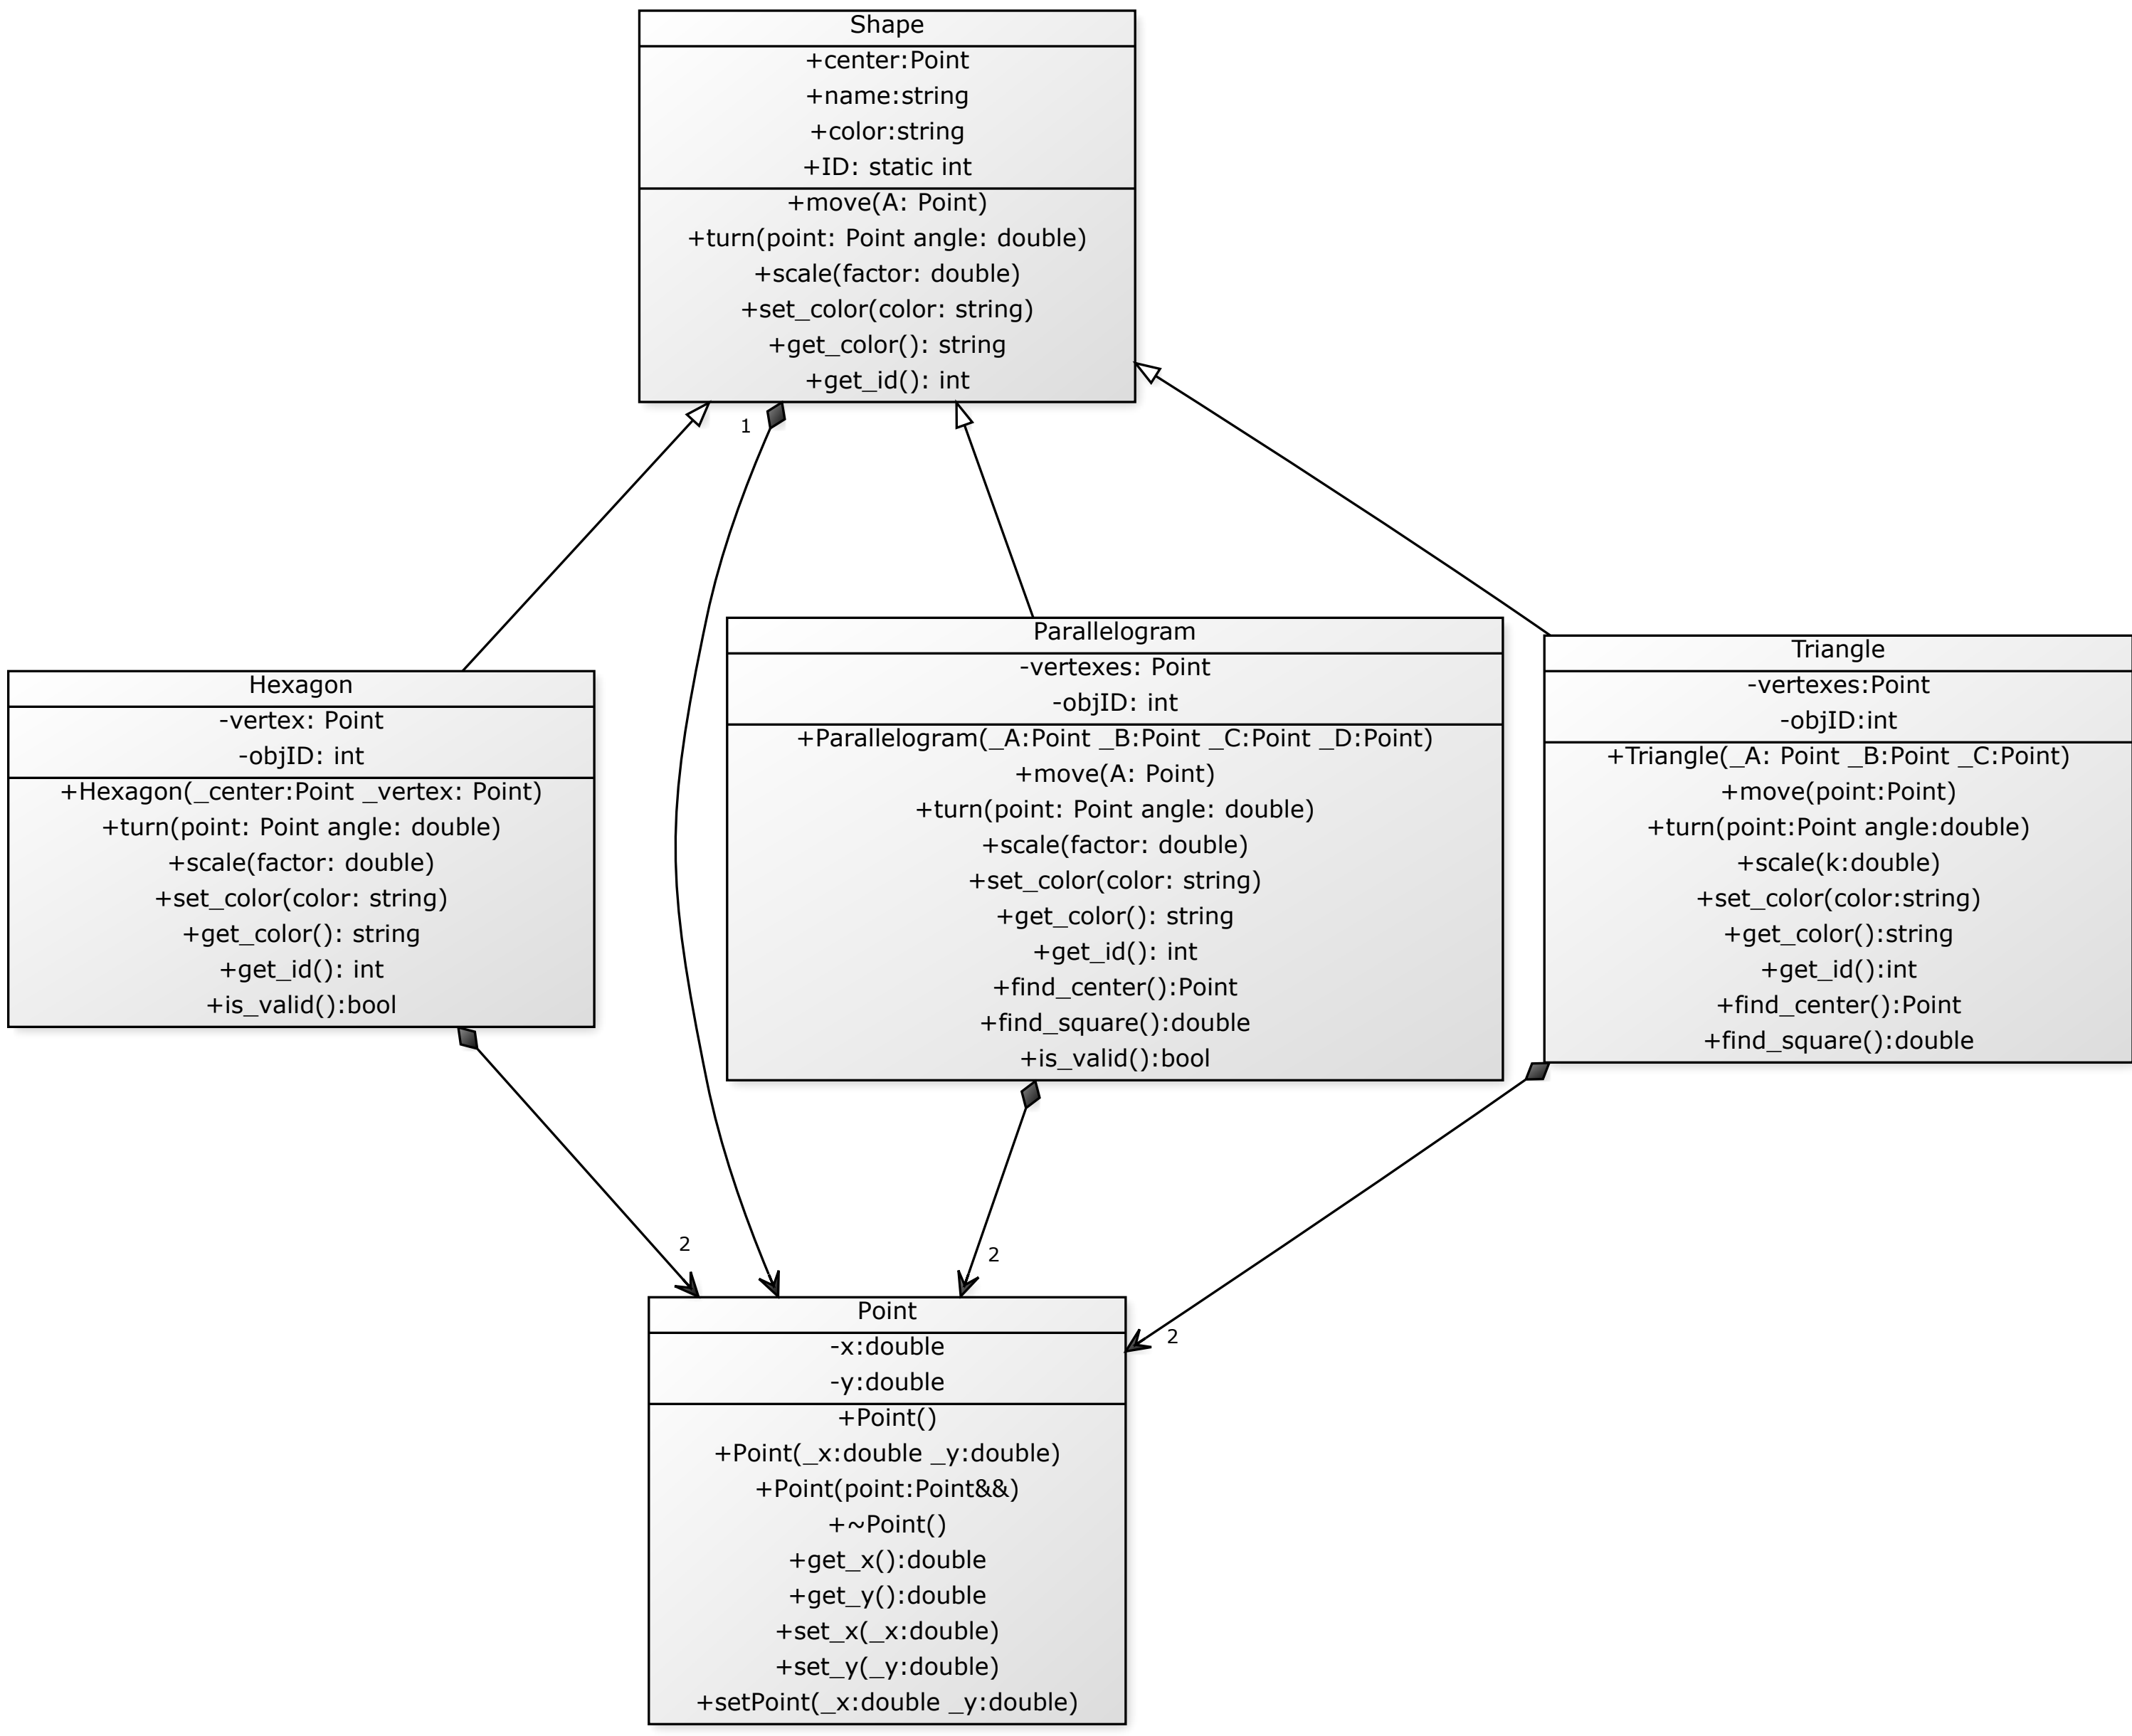 Shape
+center:Point
+name:string
+color:string
+ID: static int
+move(A: Point)
+turn(point: Point angle: double)
+scale(factor: double)
+set_color(color: string)
+get_color(): string
+get_id(): int
1
Hexagon
-vertex: Point
-objID: int
+Hexagon(_center:Point _vertex: Point)
+turn(point: Point angle: double)
+scale(factor: double)
+set_color(color: string)
+get_color(): string
+get_id(): int
+is_valid():bool
Parallelogram
-vertexes: Point
-objID: int
+Parallelogram(_A:Point _B:Point _C:Point _D:Point)
+move(A: Point)
+turn(point: Point angle: double)
+scale(factor: double)
+set_color(color: string)
+get_color(): string
+get_id(): int
+find_center():Point
+find_square():double
+is_valid():bool
Triangle
-vertexes:Point
-objID:int
+Triangle(_A: Point _B:Point _C:Point)
+move(point:Point)
+turn(point:Point angle:double)
+scale(k:double)
+set_color(color:string)
+get_color():string
+get_id():int
+find_center():Point
+find_square():double
2
2
2
Point
-x:double
-y:double
+Point()
+Point(_x:double _y:double)
+Point(point:Point&&)
+~Point()
+get_x():double
+get_y():double
+set_x(_x:double)
+set_y(_y:double)
+setPoint(_x:double _y:double)